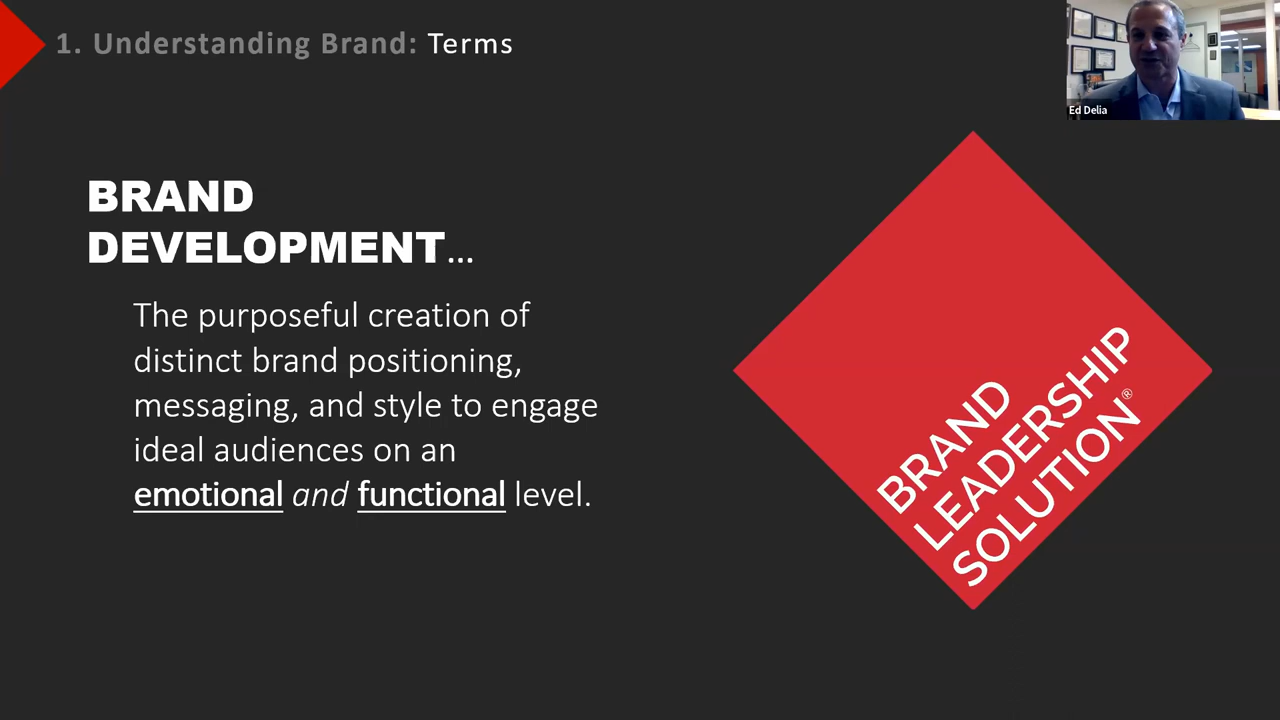 1. Understanding Brand: Terms
Ed Delia
BRAND
DEVELOPMENT...
The purposeful creation of
distinct brand positioning,
messaging, and style to engage
ideal audiences on an
emotional and functional level.
BRAND
LEADERSHIP
SOLUTION®